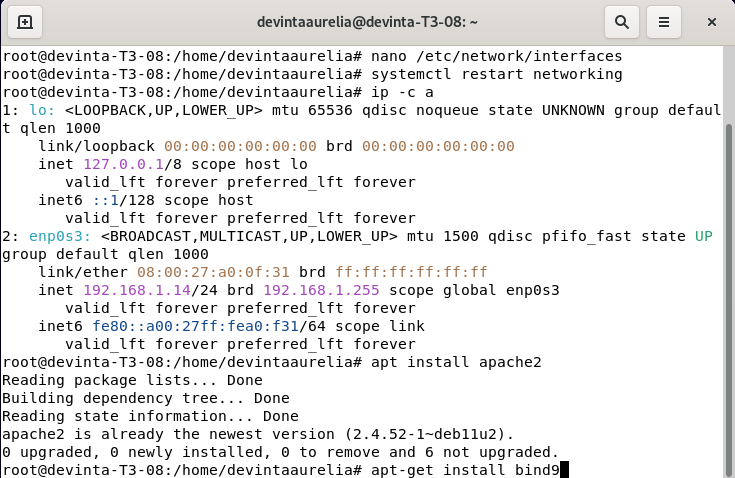 devintaaurelia@devinta-T3-08: ~
root@devinta-T3-08:/home/devintaaurelia# nano /etc/network/interfaces
root@devinta-T3-08:/home/devintaaurelia# systemctl restart networking
root@devinta-T3-08:/home/devintaaurelia# ip -c a
1: lo: <LOOPBACK,UP,LOWER_UP> mtu 65536 qdisc noqueue state UNKNOWN group defaul
t qlen 1000
    link/loopback 00:00:00:00:00:00 brd 00:00:00:00:00:00
    inet 127.0.0.1/8 scope host lo
       valid_lft forever preferred_lft forever
    inet6 ::1/128 scope host
       valid_lft forever preferred_lft forever
2: enp0s3: <BROADCAST,MULTICAST,UP,LOWER_UP> mtu 1500 qdisc pfifo_fast state UP
group default qlen 1000
    link/ether 08:00:27:a0:0f:31 brd ff:ff:ff:ff:ff:ff
    inet 192.168.1.14/24 brd 192.168.1.255 scope global enp0s3
       valid_lft forever preferred_lft forever
    inet6 fe80::a00:27ff:fea0:f31/64 scope link
       valid_lft forever preferred_lft forever
root@devinta-T3-08:/home/devintaaurelia# apt install apache2
Reading package lists... Done
Building dependency tree... Done
Reading state information... Done
apache2 is already the newest version (2.4.52-1~deb11u2).
0 upgraded, 0 newly installed, 0 to remove and 6 not upgraded.
root@devinta-T3-08:/home/devintaaurelia# apt-get install bind9